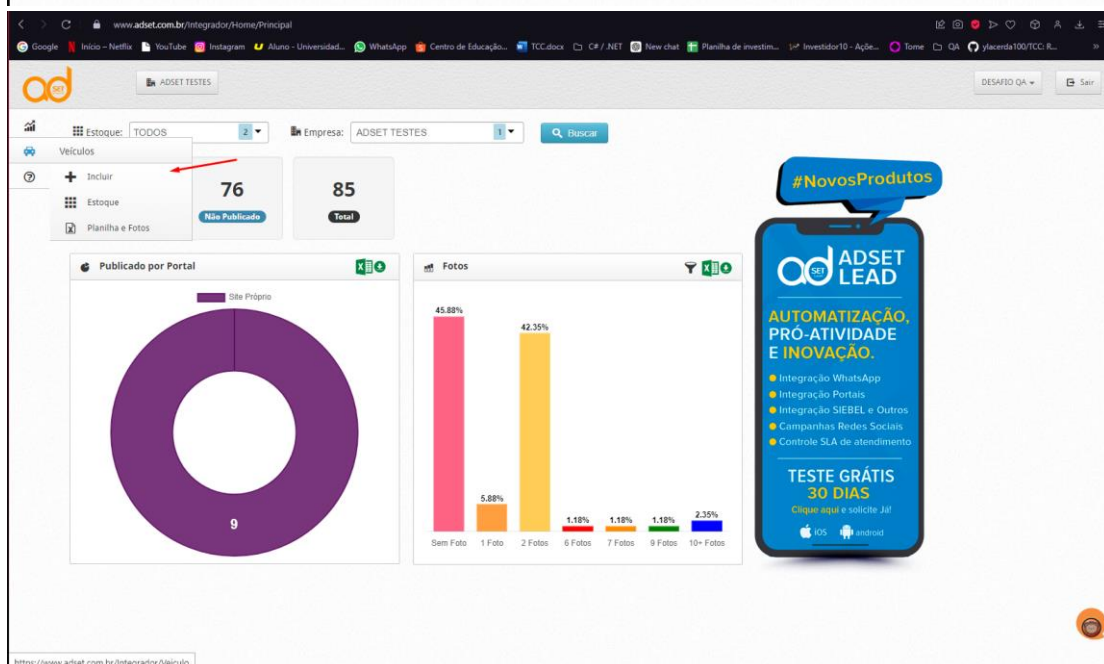 www.adset.com.br/Integrador/Home/Principal
Google Início – Netflix YouTube Instagram Aluno - Universidad... WhatsApp Centro de Educação... TCC.docx C# / .NET New chat Planilha de investim... Investidor10 - Açõe... Tome QA ylacerda100/TCC: R... »
ad SET
ADSET TESTES
DESAFIO QA
Sair
Estoque: TODOS 2
Empresa: ADSET TESTES 1
Buscar
Veículos
Incluir
Estoque
Planilha e Fotos
76
Não Publicado
85
Total
Publicado por Portal
Site Próprio
9
Fotos
45.88%
5.88%
42.35%
1.18%
1.18%
1.18%
2.35%
Sem Foto 1 Foto 2 Fotos 6 Fotos 7 Fotos 9 Fotos 10+ Fotos
#NovosProdutos
ad SET ADSET
LEAD
AUTOMATIZAÇÃO,
PRÓ-ATIVIDADE
E INOVAÇÃO.
Integração WhatsApp
Integração Portais
Integração SIEBEL e Outros
Campanhas Redes Sociais
Controle SLA de atendimento
TESTE GRÁTIS
30 DIAS
Clique aqui e solicite Já!
iOS android
https://www.adset.com.br/Integrador/Veiculo